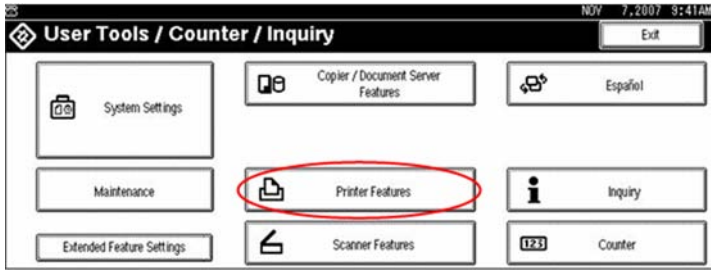 NOV 7,2007 9:41AM
User Tools / Counter / Inquiry
Exit
System Settings
Copier / Document Server
Features
Español
Maintenance
Printer Features
Inquiry
Extended Feature Settings
Scanner Features
123
Counter